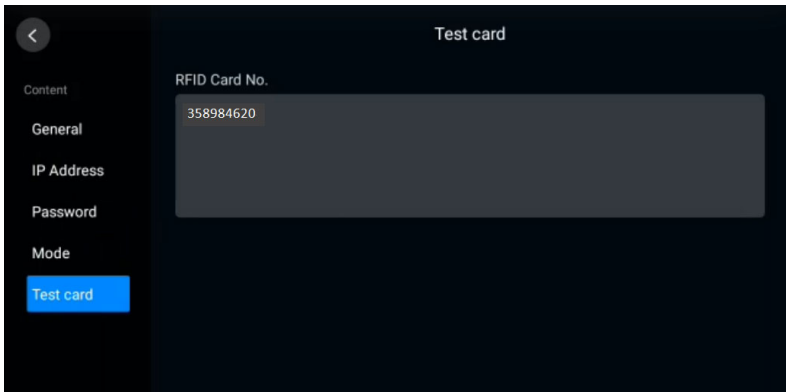 Test card
Content
General
IP Address
Password
Mode
Test card
RFID Card No.
358984620